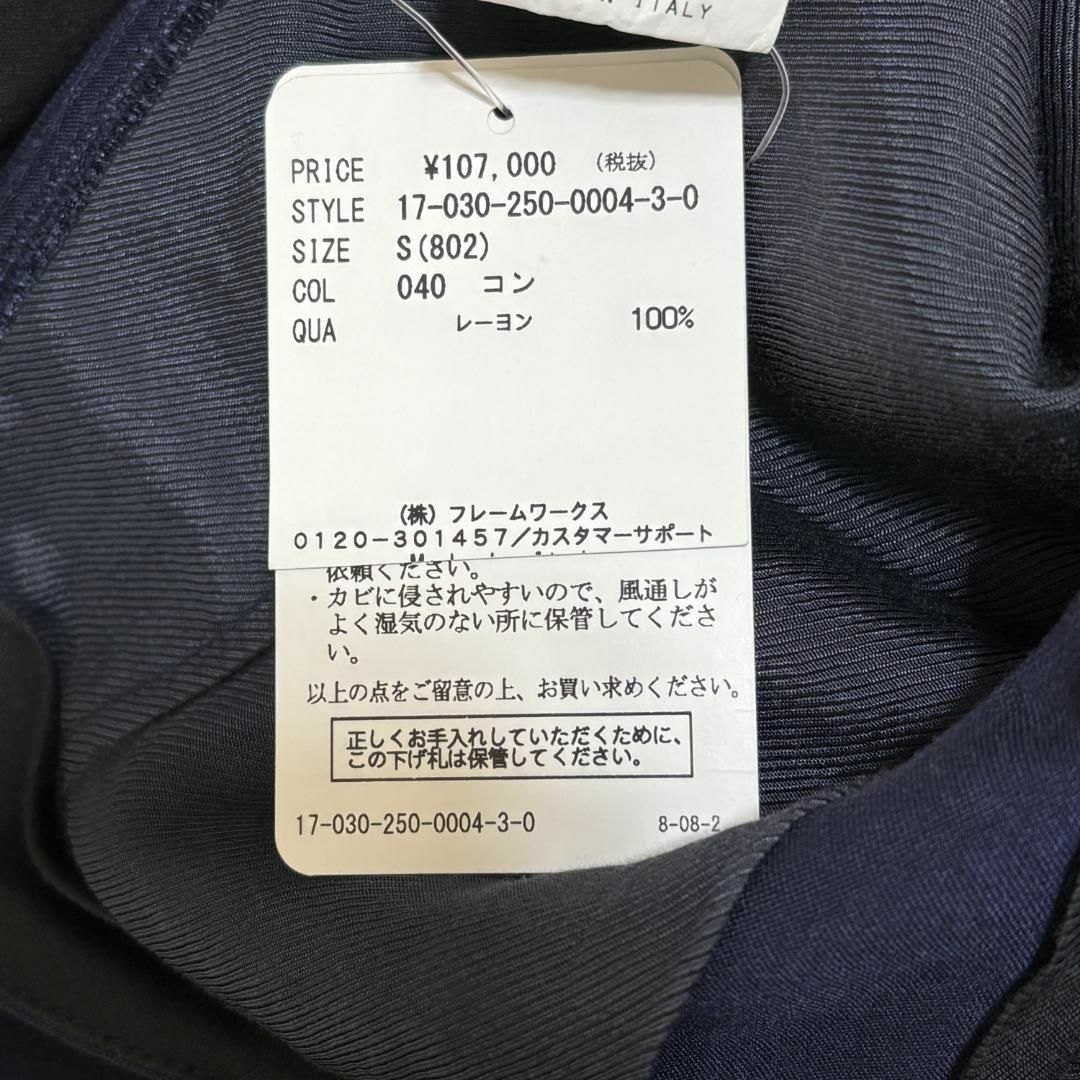 ITALY
PRICE ¥107,000 (税抜)
STYLE 17-030-250-0004-3-0
SIZE S(802)
COL 040 コン
QUA レーヨン 100%
(株)フレームワークス
0120-301457/カスタマーサポート
依頼ください。
・カビに侵されやすいので、風通しが
よく湿気のない所に保管してくださ
い。
以上の点をご留意の上、お買い求めください。
正しくお手入れしていただくために、
この下げ札は保管してください。
17-030-250-0004-3-0 8-08-2